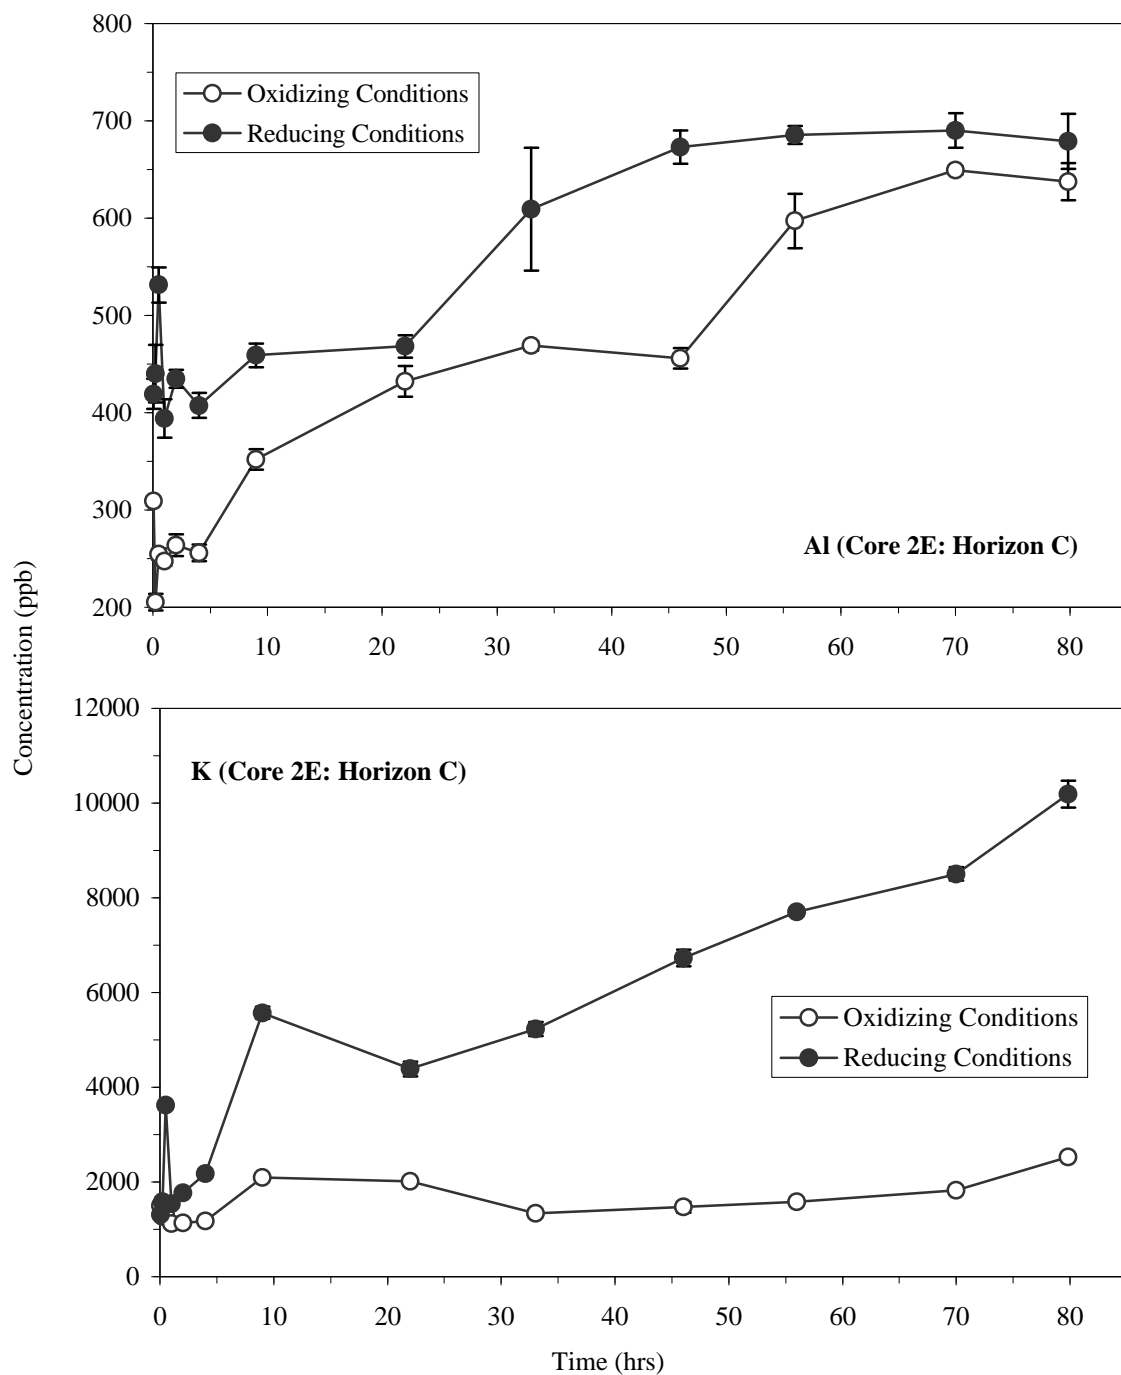 800
700
600
500
400
300
200
Oxidizing Conditions
Reducing Conditions
Al (Core 2E: Horizon C)
0 10 20 30 40 50 60 70 80
Concentration (ppb)
12000
10000
8000
6000
4000
2000
0
K (Core 2E: Horizon C)
Oxidizing Conditions
Reducing Conditions
0 10 20 30 40 50 60 70 80
Time (hrs)